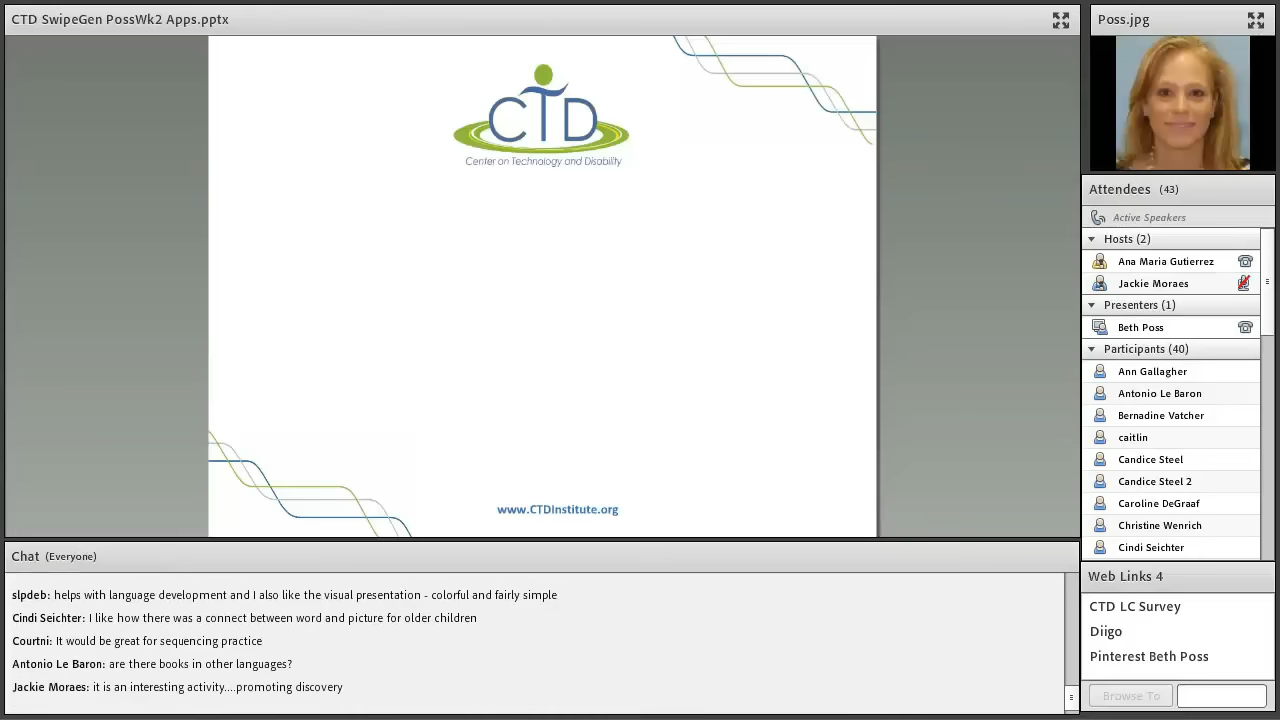 CTD SwipeGen PossWk2 Apps.pptx
CTD
Center on Technology and Disability
www.CTDInstitute.org
Chat (Everyone)
slpdeb: helps with language development and I also like the visual presentation - colorful and fairly simple
Cindi Seichter: I like how there was a connect between word and picture for older children
Courtni: It would be great for sequencing practice
Antonio Le Baron: are there books in other languages?
Jackie Moraes: it is an interesting activity....promoting discovery
Poss.jpg
Attendees (43)
Active Speakers
Hosts (2)
Ana Maria Gutierrez
Jackie Moraes
Presenters (1)
Beth Poss
Participants (40)
Ann Gallagher
Antonio Le Baron
Bernadine Vatcher
caitlin
Candice Steel
Candice Steel 2
Caroline DeGraaf
Christine Wenrich
Cindi Seichter
Web Links 4
CTD LC Survey
Diigo
Pinterest Beth Poss
Browse To